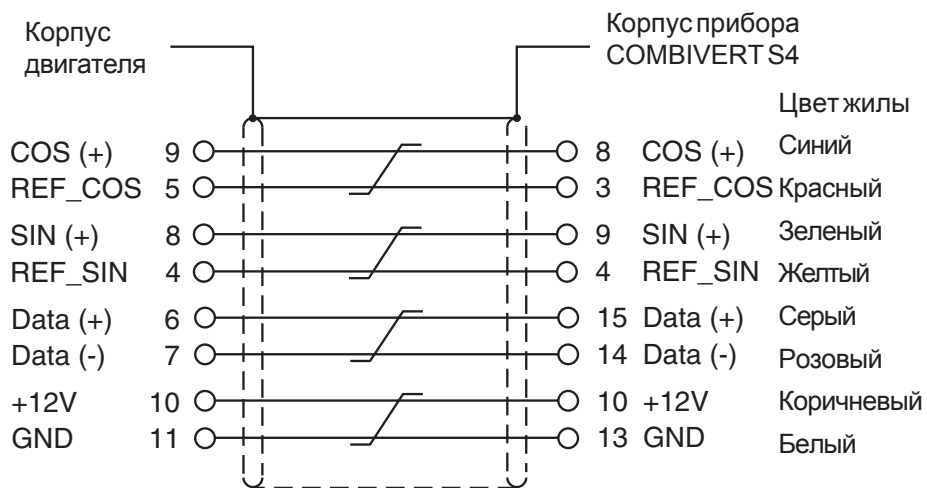 Корпус
двигателя
Корпус прибора
COMBIVERT S4
Цвет жилы
COS (+) 9 8 COS (+) Синий
REF_COS 5 3 REF_COS Красный
SIN (+) 8 9 SIN (+) Зеленый
REF_SIN 4 4 REF_SIN Желтый
Data (+) 6 15 Data (+) Серый
Data (-) 7 14 Data (-) Розовый
+12V 10 10 +12V Коричневый
GND 11 13 GND Белый